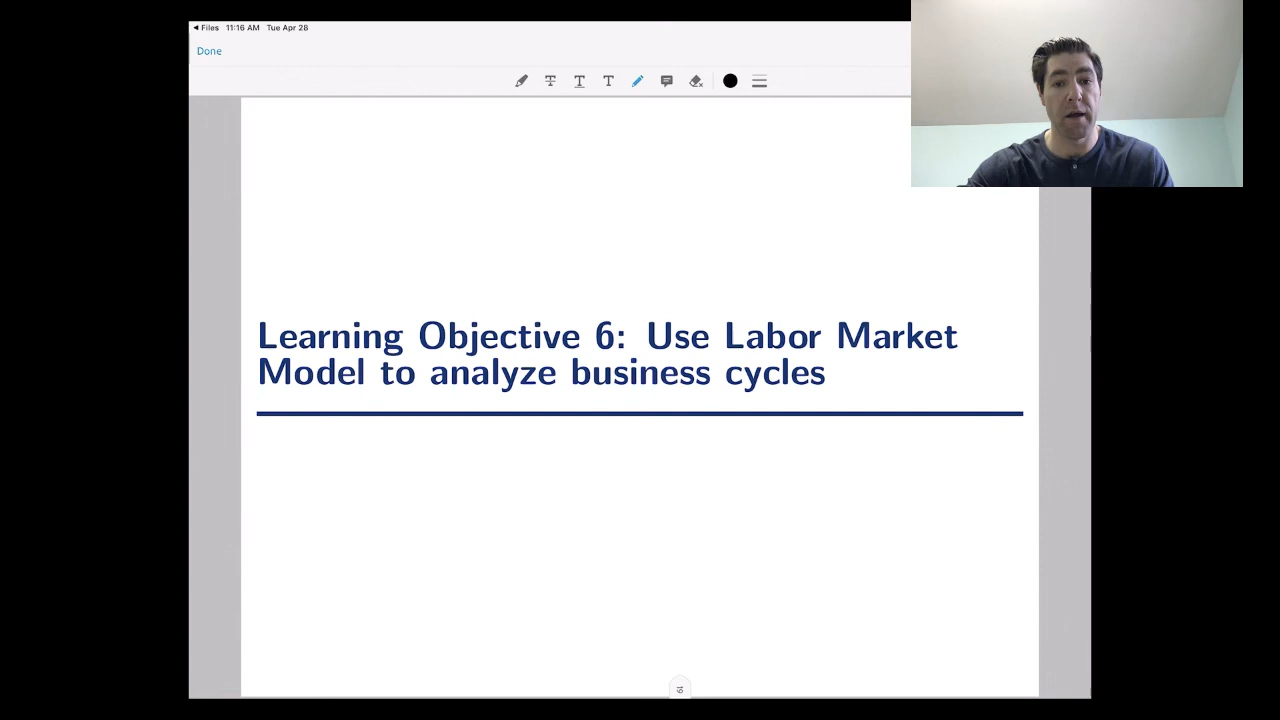 Files 11:16 AM Tue Apr 28
Done
T T T
Learning Objective 6: Use Labor Market
Model to analyze business cycles
19